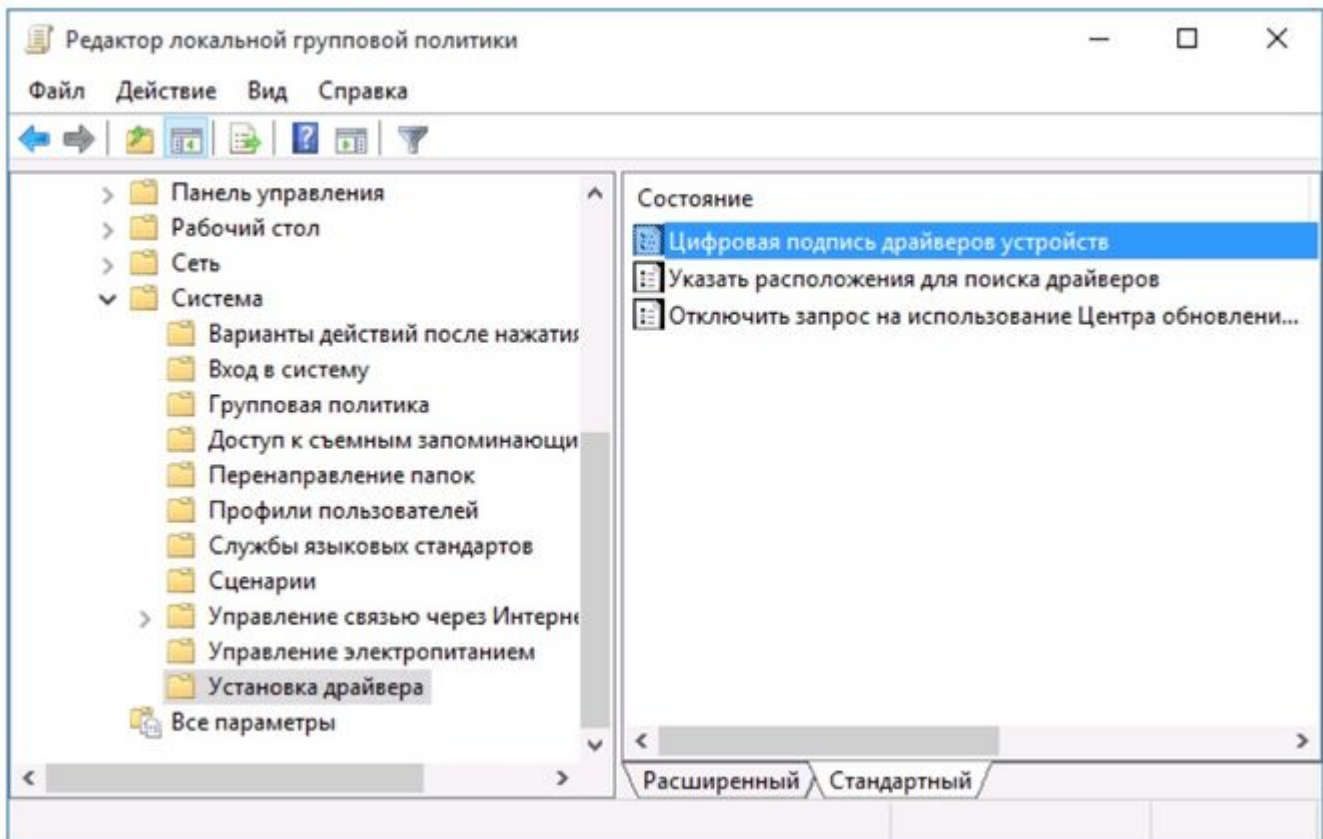 Редактор локальной групповой политики
Файл Действие Вид Справка
Панель управления
Рабочий стол
Сеть
Система
Варианты действий после нажатия
Вход в систему
Групповая политика
Доступ к съемным запоминающи
Перенаправление папок
Профили пользователей
Службы языковых стандартов
Сценарии
Управление связью через Интерне
Управление электропитанием
Установка драйвера
Все параметры
Состояние
Цифровая подпись драйверов устройств
Указать расположения для поиска драйверов
Отключить запрос на использование Центра обновлени...
Расширенный Стандартный